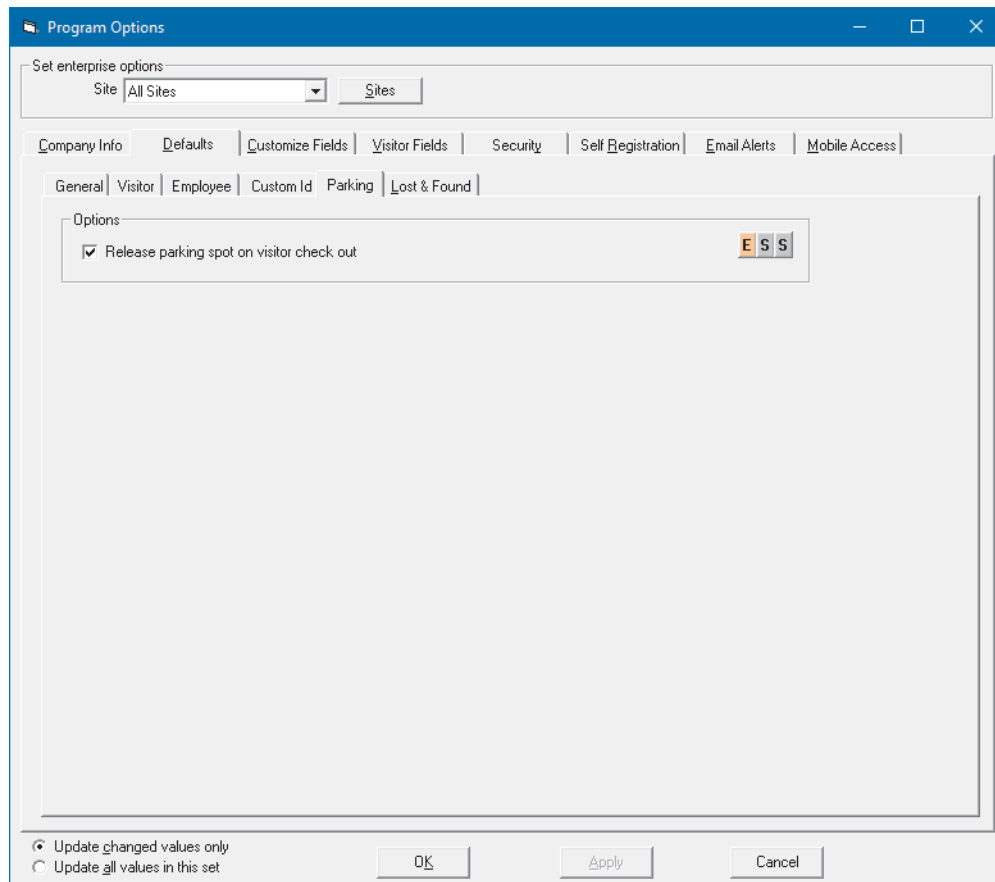 Program Options
Set enterprise options
Site All Sites Sites
Company Info Defaults Customize Fields Visitor Fields Security Self Registration Email Alerts Mobile Access
General Visitor Employee Custom Id Parking Lost & Found
Options
Release parking spot on visitor check out E S S
Update changed values only
Update all values in this set
OK Apply Cancel